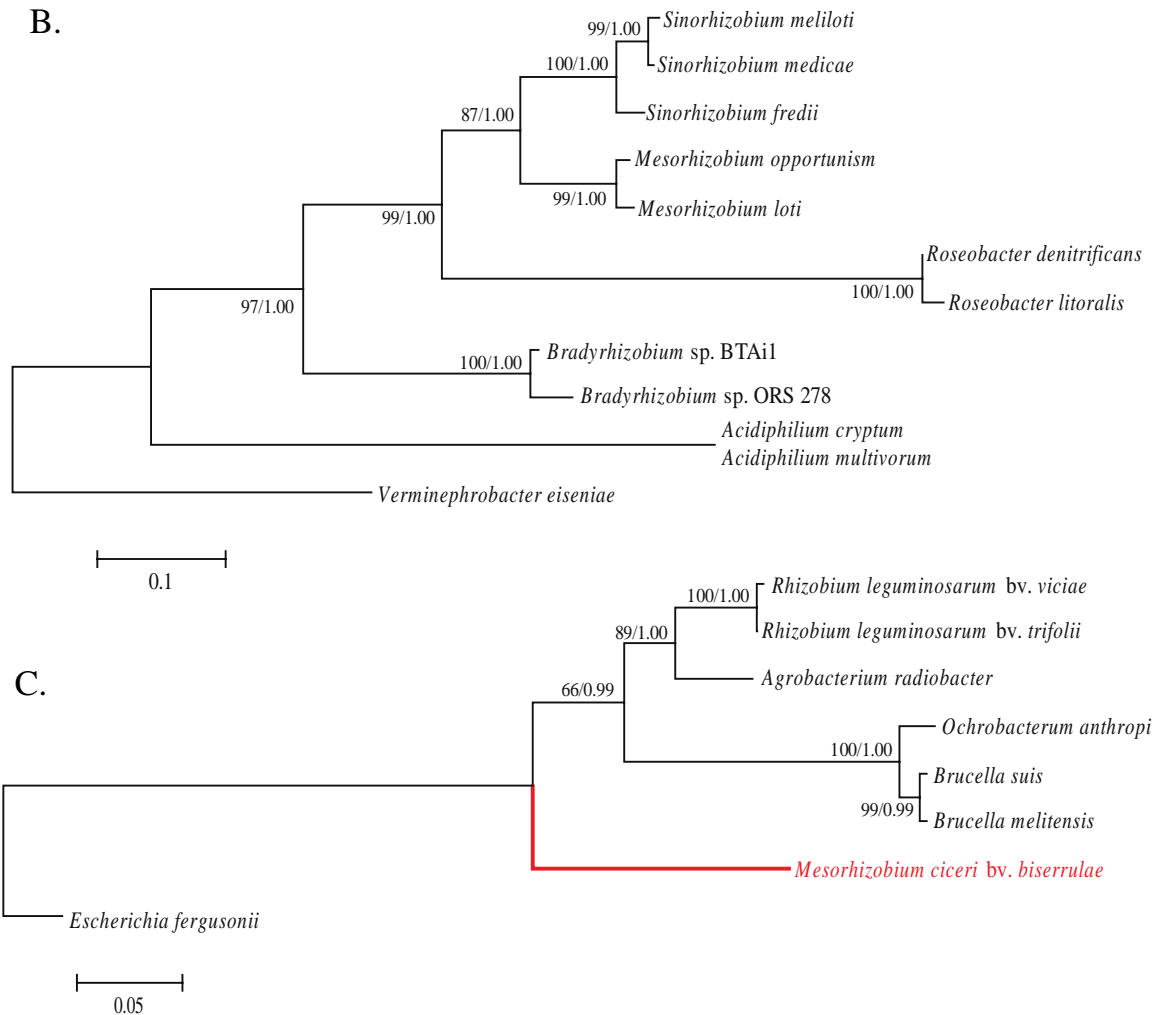 B.
99/1.00
Sinorhizobium meliloti
Sinorhizobium medicae
100/1.00
Sinorhizobium fredii
87/1.00
Mesorhizobium opportunism
99/1.00
Mesorhizobium loti
99/1.00
Roseobacter denitrificans
100/1.00
Roseobacter litoralis
97/1.00
Bradyrhizobium sp. BTAi1
100/1.00
Bradyrhizobium sp. ORS 278
Acidiphilium cryptum
Acidiphilium multivorum
Verminephrobacter eiseniae
0.1
C.
100/1.00
Rhizobium leguminosarum bv. viciae
Rhizobium leguminosarum bv. trifolii
89/1.00
Agrobacterium radiobacter
66/0.99
Ochrobacterum anthropi
100/1.00
Brucella suis
99/0.99
Brucella melitensis
Mesorhizobium ciceri bv. biserrulae
Escherichia fergusonii
0.05